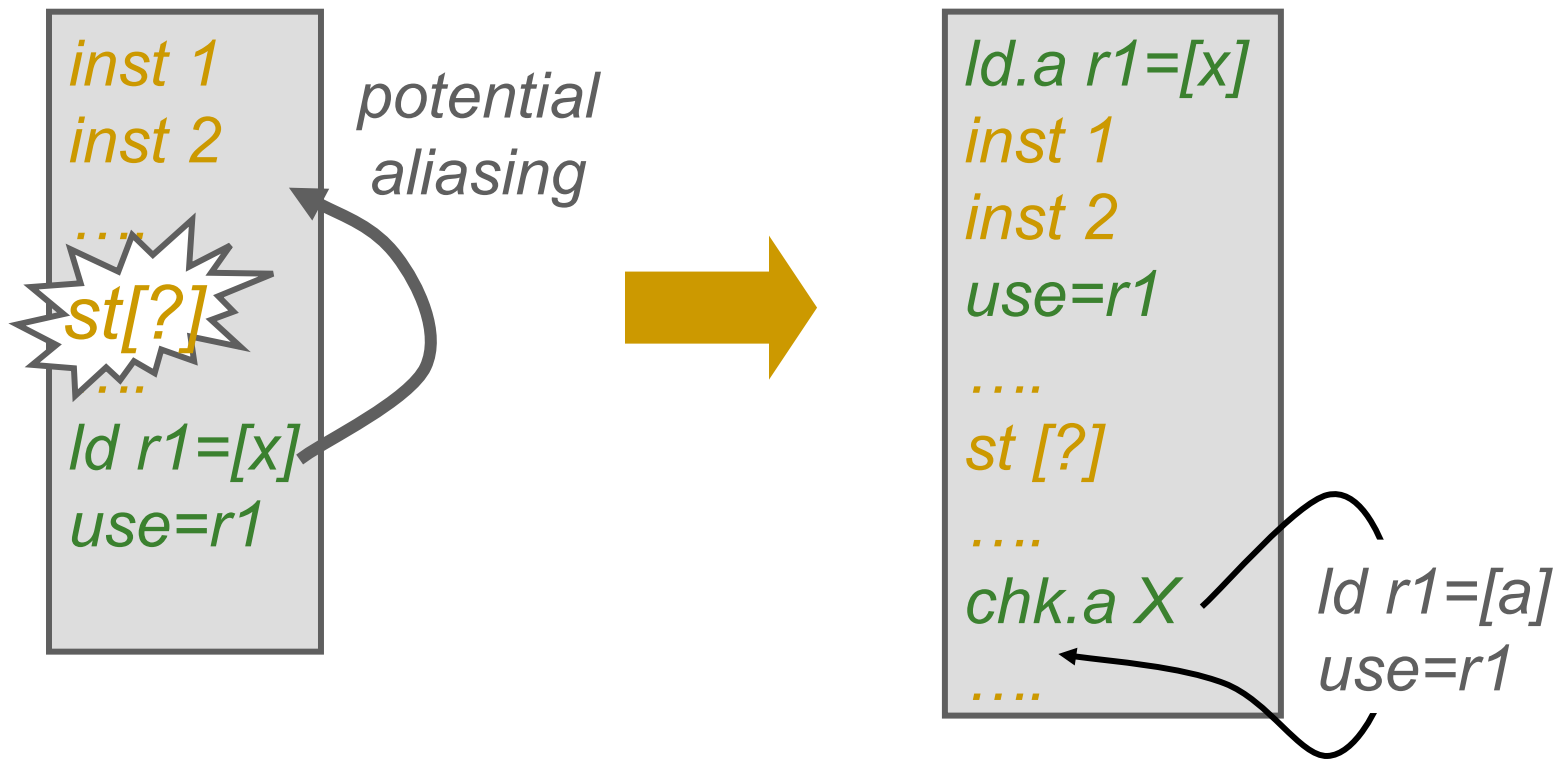 inst 1
inst 2
….
st[?]
….
ld r1=[x]
use=r1
potential
aliasing
ld.a r1=[x]
inst 1
inst 2
use=r1
….
st [?]
….
chk.a X
….
ld r1=[a]
use=r1